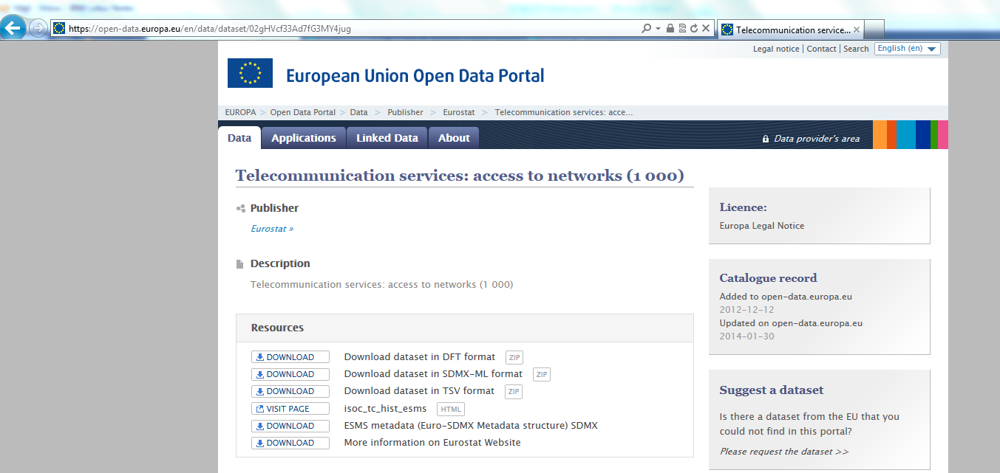 https://open-data.europa.eu/en/data/dataset/02gHVcf33Ad7fG3MY4jug
Telecommunication service...
Legal notice | Contact | Search English (en)
European Union Open Data Portal
EUROPA > Open Data Portal > Data > Publisher > Eurostat > Telecommunication services: acce...
Data Applications Linked Data About Data provider's area
Telecommunication services: access to networks (1 000)
Publisher
Eurostat »
Description
Telecommunication services: access to networks (1 000)
Resources
DOWNLOAD Download dataset in DFT format ZIP
DOWNLOAD Download dataset in SDMX-ML format ZIP
DOWNLOAD Download dataset in TSV format ZIP
VISIT PAGE isoc_tc_hist_esms HTML
DOWNLOAD ESMS metadata (Euro-SDMX Metadata structure) SDMX
DOWNLOAD More information on Eurostat Website
Licence:
Europa Legal Notice
Catalogue record
Added to open-data.europa.eu
2012-12-12
Updated on open-data.europa.eu
2014-01-30
Suggest a dataset
Is there a dataset from the EU that you
could not find in this portal?
Please request the dataset >>